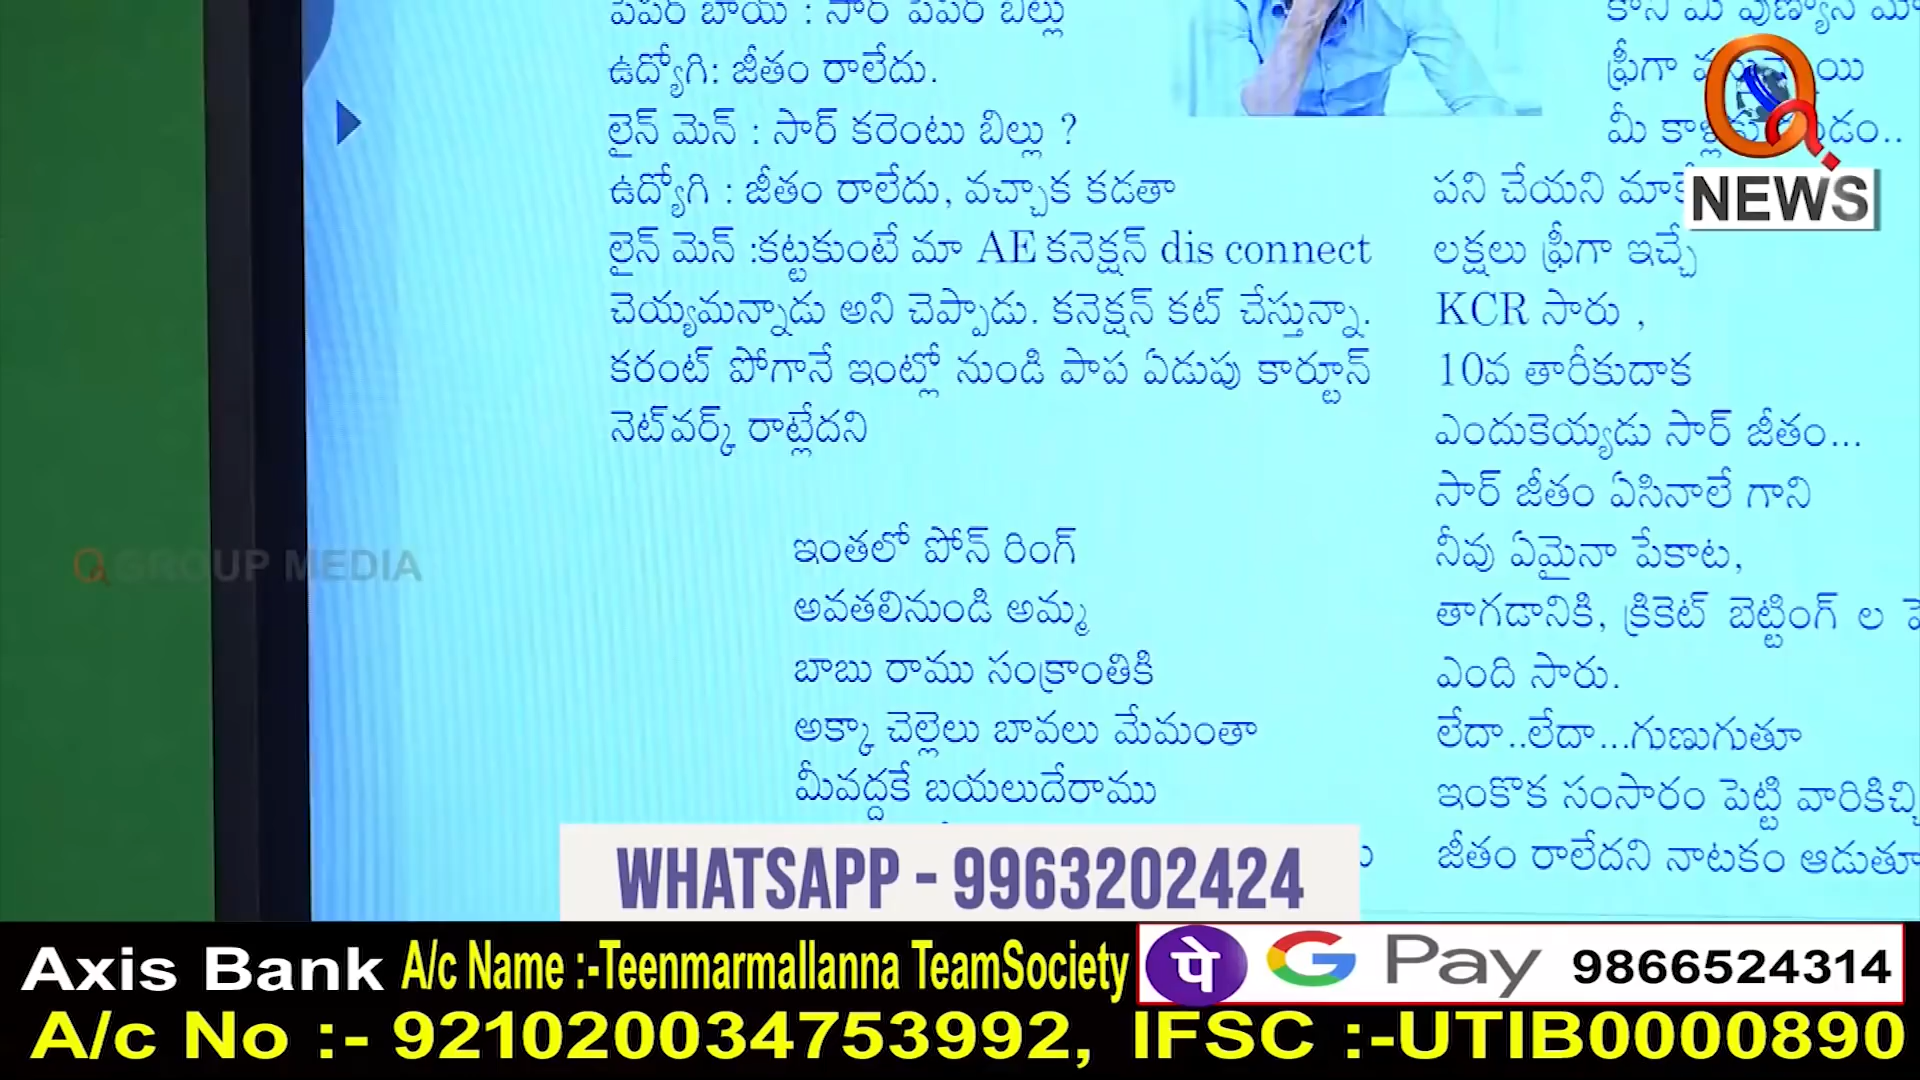 పేపర్ బాయ్ : సార్ పేపర్ బిల్లు
ఉద్యోగి: జీతం రాలేదు.
లైన్ మెన్ : సార్ కరెంటు బిల్లు ?
ఉద్యోగి : జీతం రాలేదు, వచ్చాక కడతా
లైన్ మెన్ :కట్టకుంటే మా AE కనెక్షన్ dis connect
చెయ్యమన్నాడు అని చెప్పాడు. కనెక్షన్ కట్ చేస్తున్నా.
కరంట్ పోగానే ఇంట్లో నుండి పాప ఏడుపు కార్టూన్
నెట్‌వర్క్ రాట్లేదని
ఇంతలో పోన్ రింగ్
అవతలినుండి అమ్మ
బాబు రాము సంక్రాంతికి
అక్కా చెల్లెలు బావలు మేమంతా
మీవద్దకే బయలుదేరాము
కాని మీ పుణ్యాన
ఫ్రీగా
మీ
పని చేయని
లక్షలు ఫ్రీగా ఇచ్చే
KCR సారు ,
10వ తారీకుదాక
ఎందుకెయ్యడు సార్ జీతం...
సార్ జీతం ఏసినాలే గాని
నీవు ఏమైనా పేకాట,
తాగడానికి, క్రికెట్ బెట్టింగ్ ల
ఎంది సారు.
లేదా..లేదా...గుణుగుతూ
ఇంకొక సంసారం పెట్టి
జీతం రాలేదని నాటకం
Q
NEWS
Q GROUP MEDIA
WHATSAPP - 9963202424
Axis Bank A/c Name :-Teenmarmallanna TeamSociety
पे G Pay 9866524314
A/c No :- 921020034753992, IFSC :-UTIB0000890